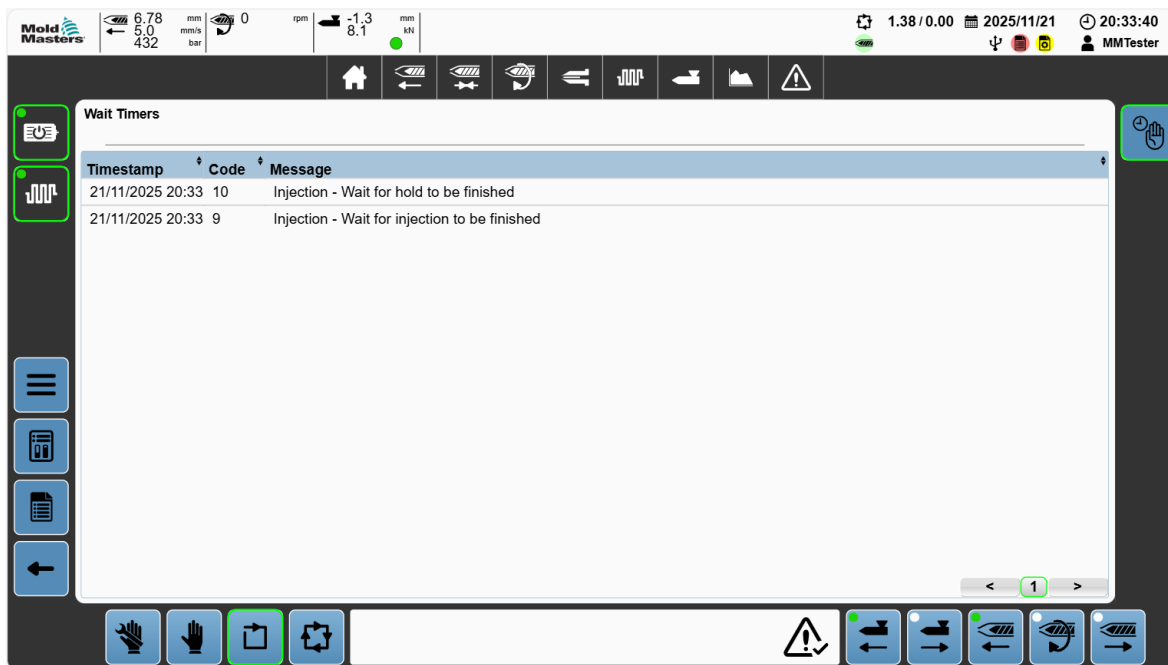 Mold
Masters
6.78 mm
5.0 mm/s
432 bar
0 rpm
-1.3 mm
8.1 kN
1.38 / 0.00
2025/11/21
20:33:40
MMTester
Wait Timers
Timestamp Code Message
21/11/2025 20:33 10 Injection - Wait for hold to be finished
21/11/2025 20:33 9 Injection - Wait for injection to be finished
< 1 >